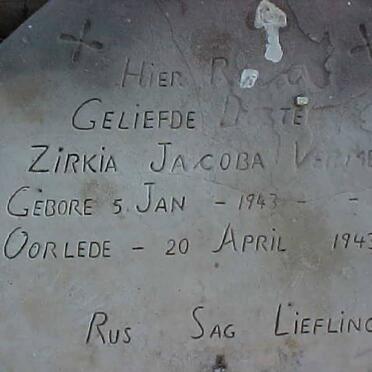 HIER
GELIEFDE
ZIRKIA JACOBA
GEBORE 5 JAN - 1943 - -
OORLEDE - 20 APRIL 1943
RUS SAG LIEFLING